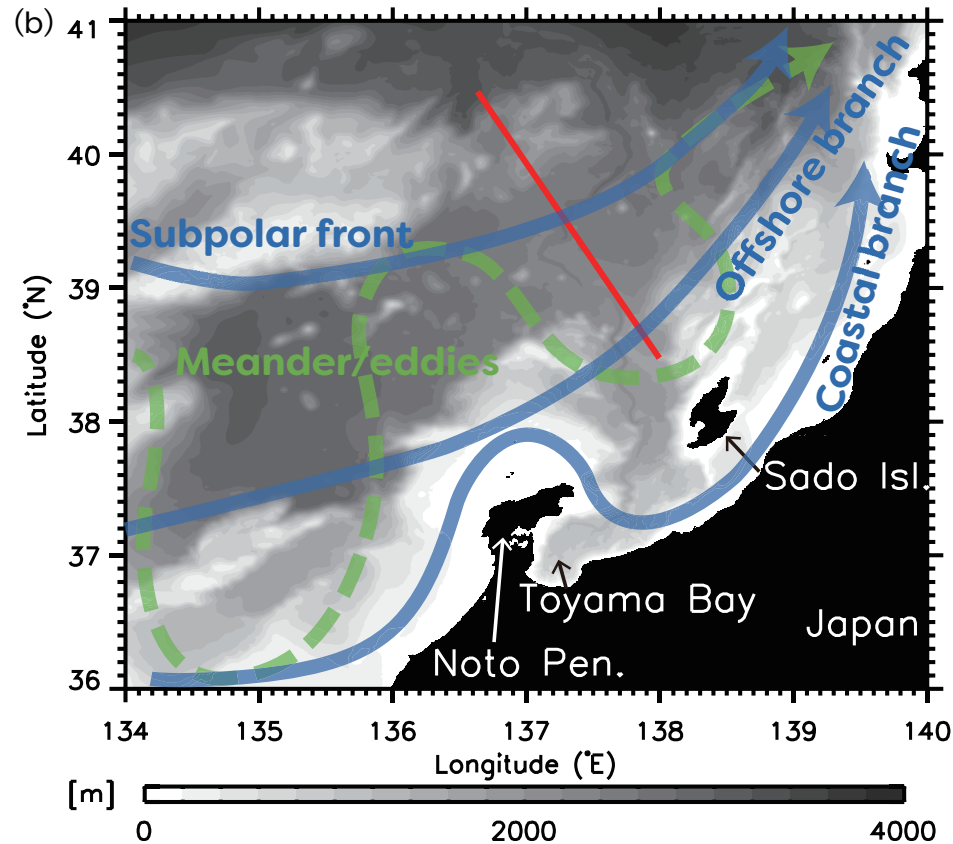 (b)
41
40
39
38
37
36
Latitude (°N)
Subpolar front
Meander/eddies
Offshore branch
Coastal branch
Sado Isl.
Toyama Bay
Japan
Noto Pen.
134 135 136 137 138 139 140
Longitude (°E)
[m]
0 2000 4000